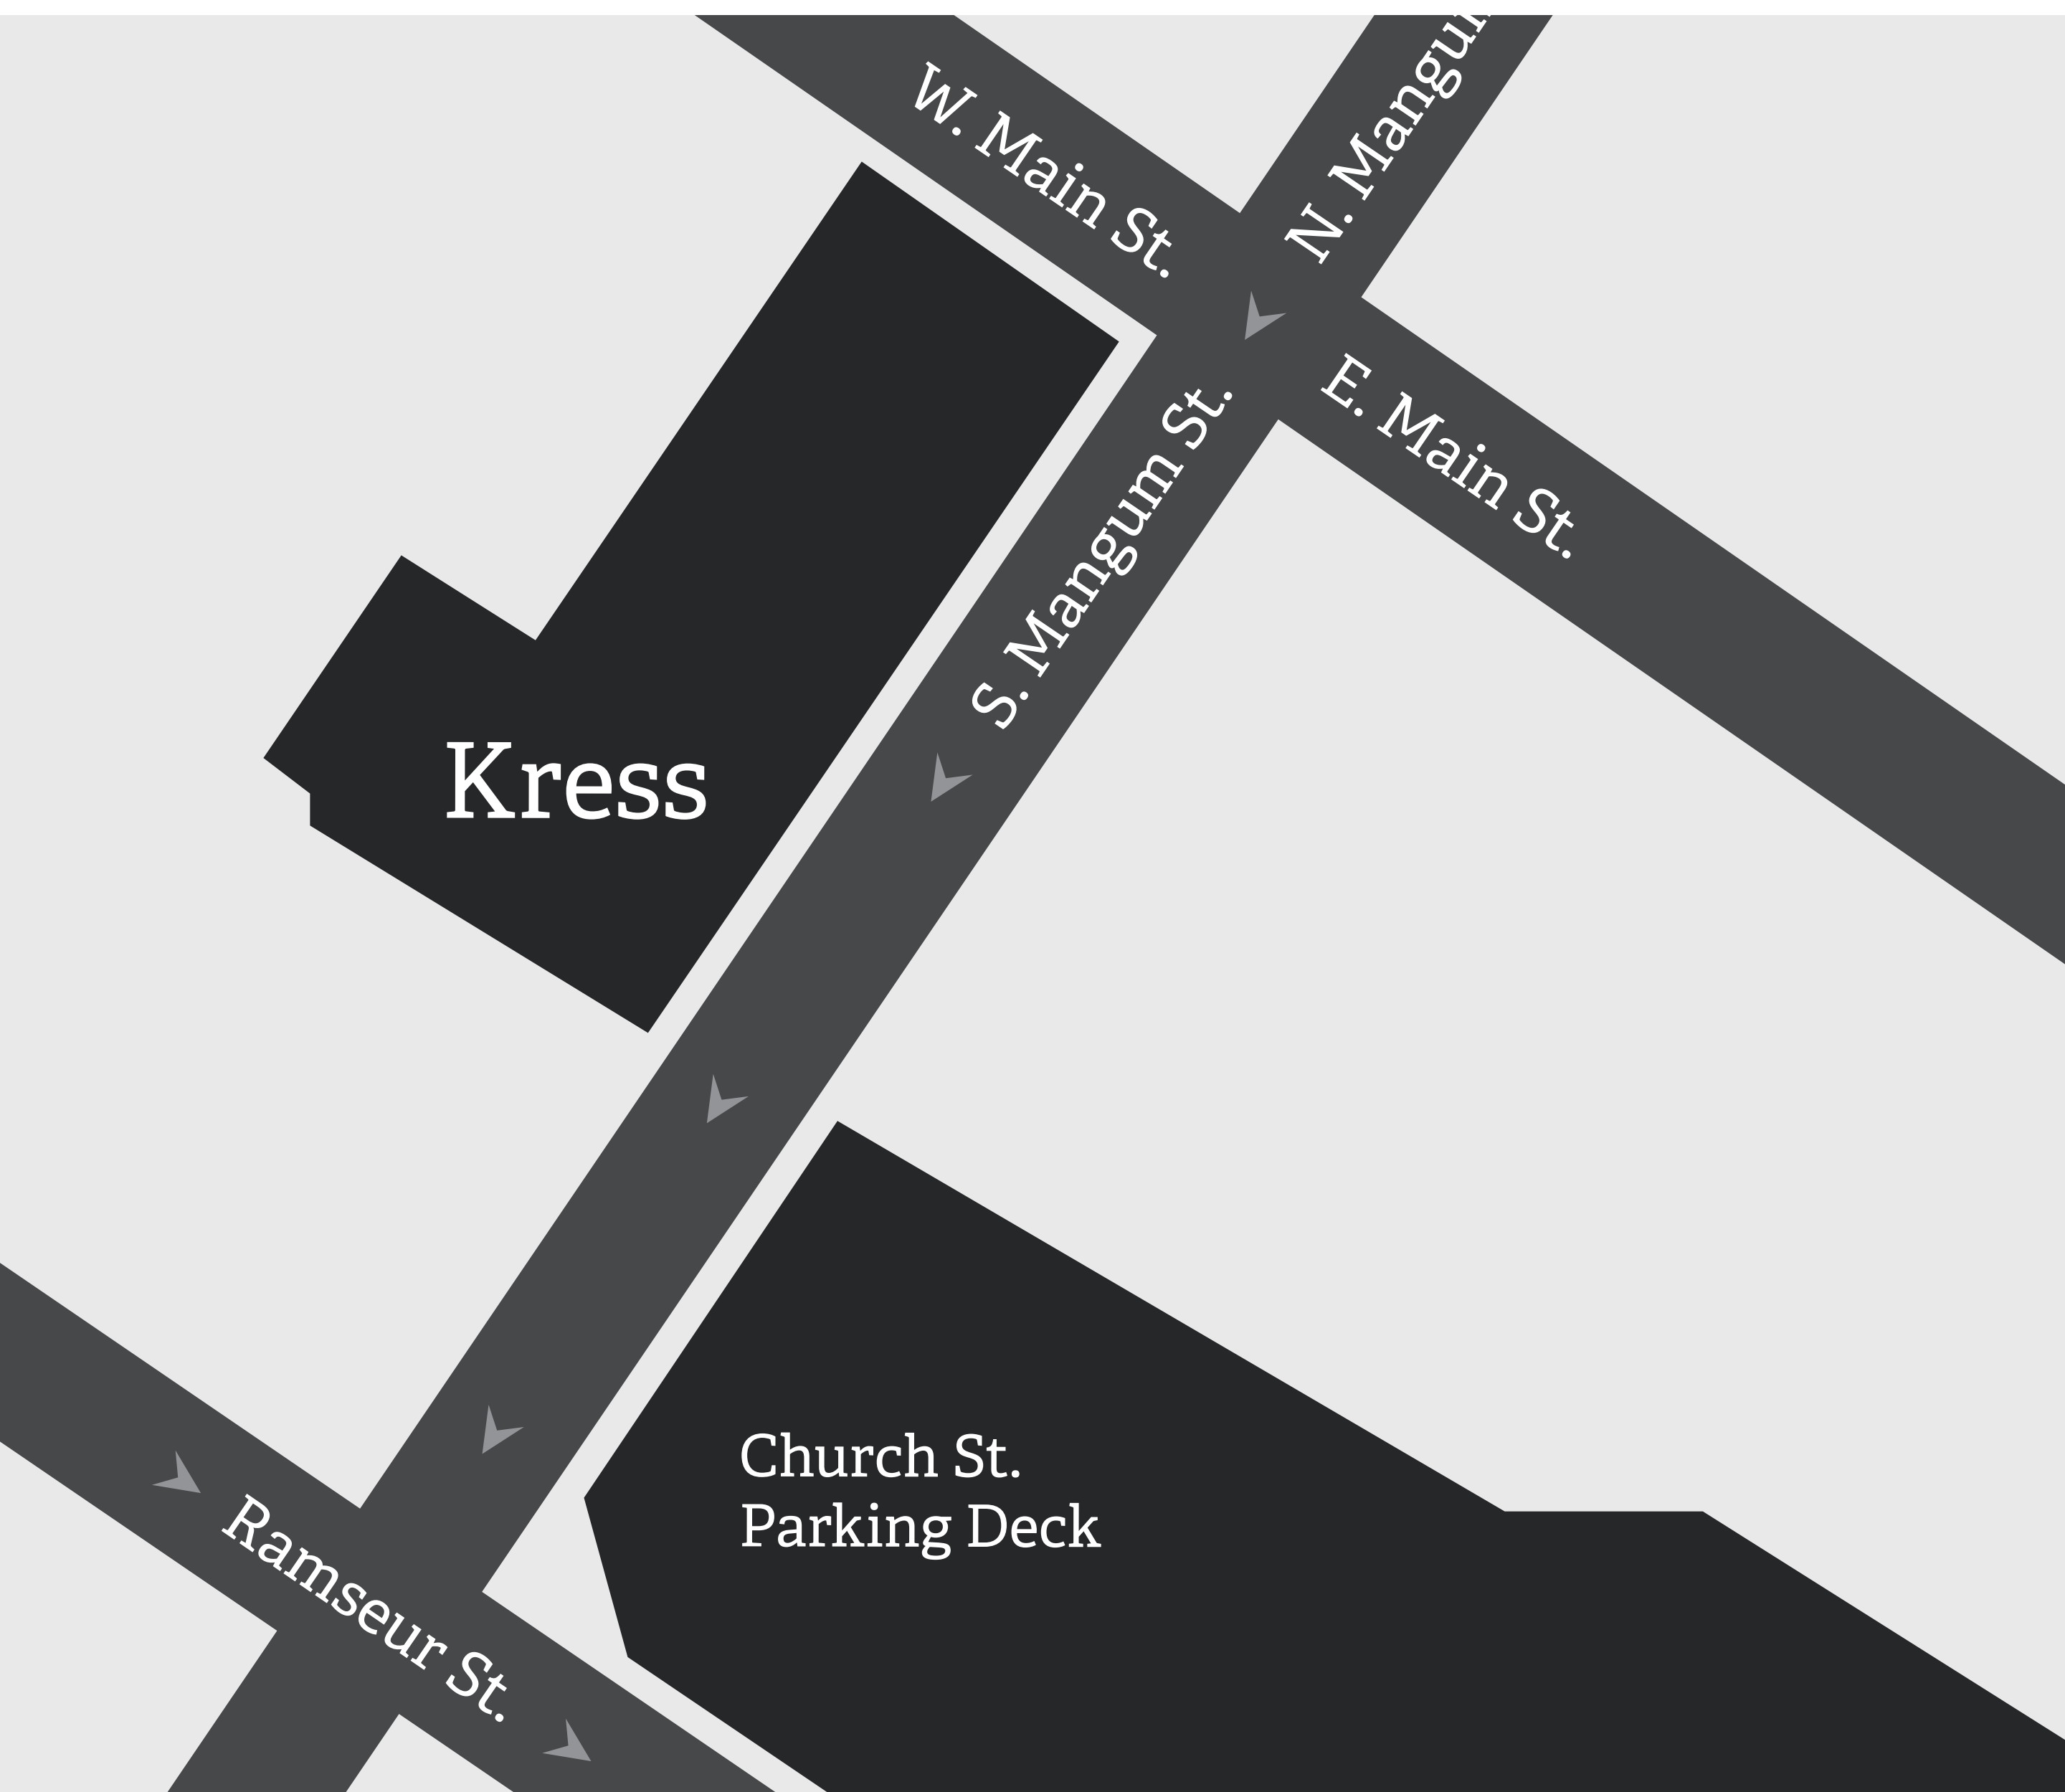 W. Main St.
N. Mangum
E. Main St.
S. Mangum St.
Kress
Church St.
Parking Deck
Ramseur St.